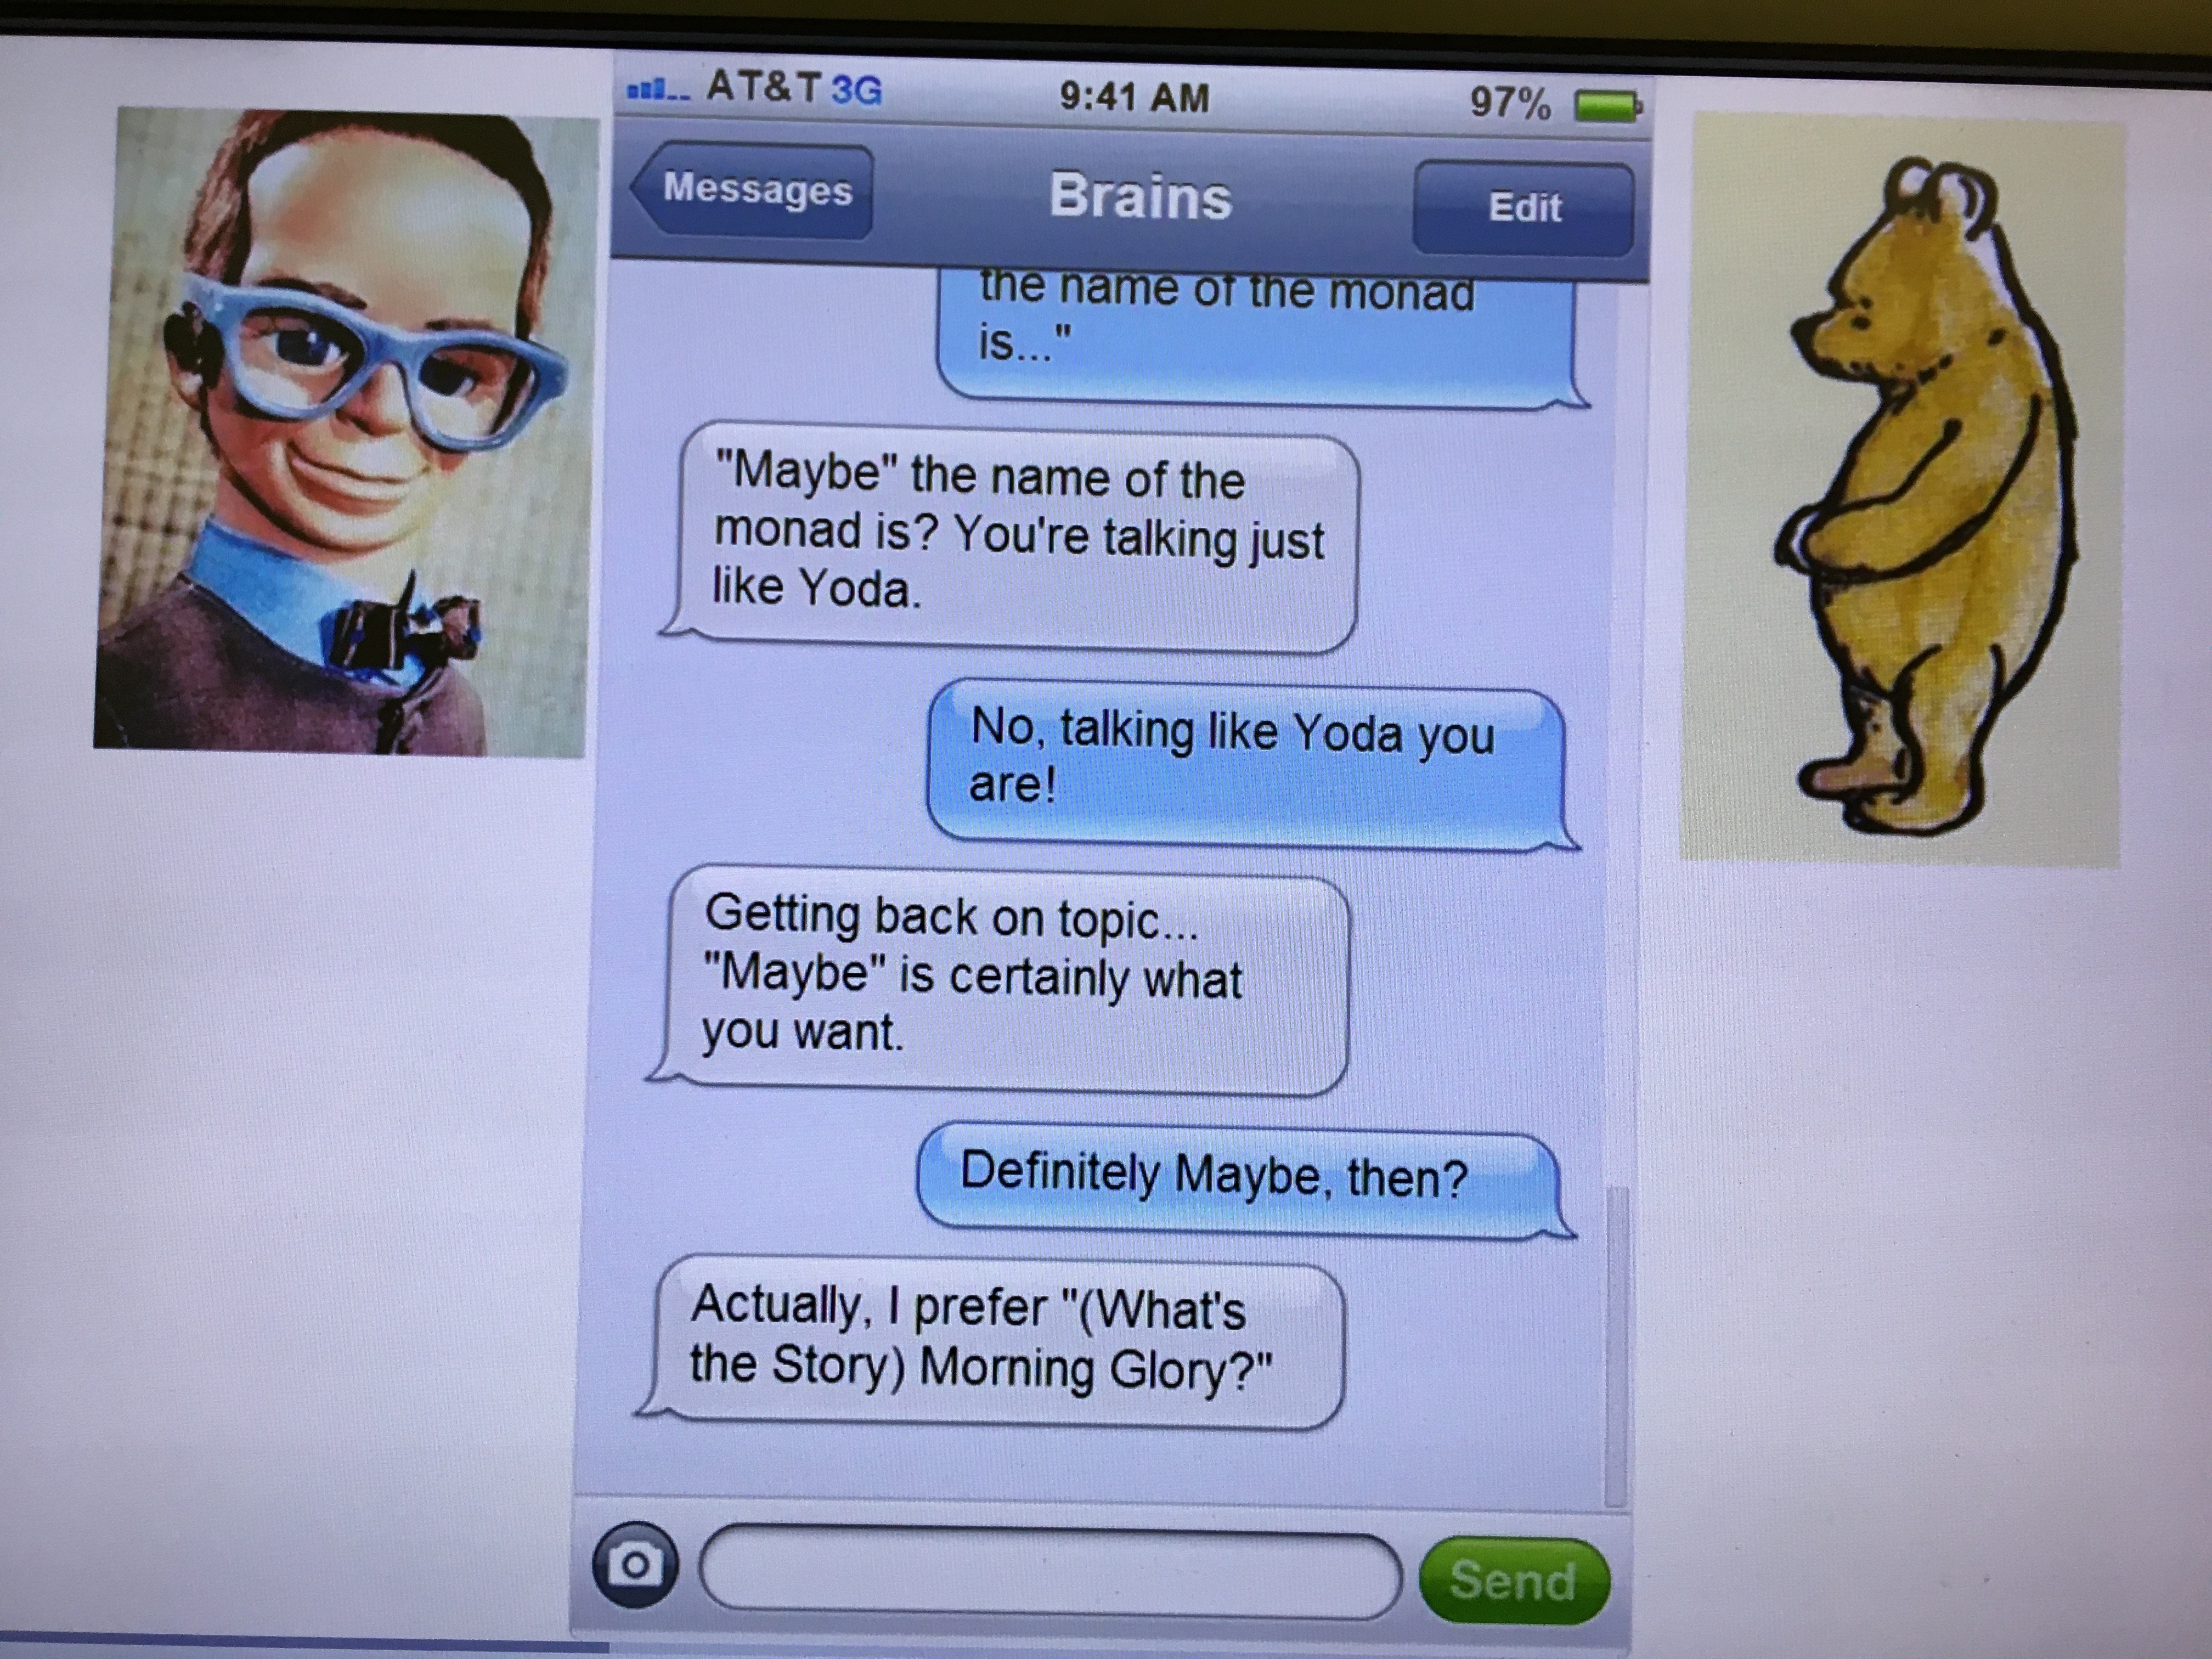 AT&T 3G 9:41 AM 97%
Messages Brains Edit
the name of the monad
is..."
"Maybe" the name of the
monad is? You're talking just
like Yoda.
No, talking like Yoda you
are!
Getting back on topic...
"Maybe" is certainly what
you want.
Definitely Maybe, then?
Actually, I prefer "(What's
the Story) Morning Glory?"
Send